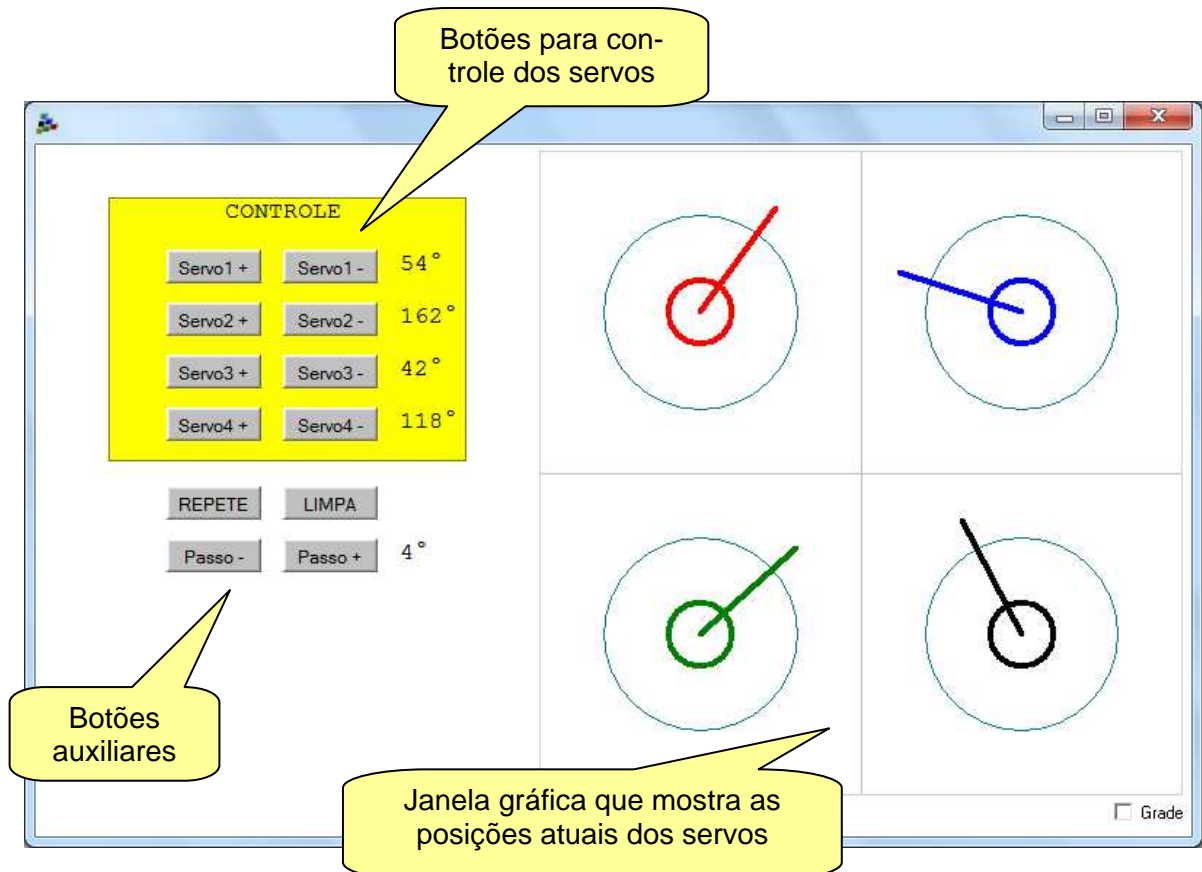 Botões para con-
trole dos servos
CONTROLE
Servo1 + Servo1 - 54°
Servo2 + Servo2 - 162°
Servo3 + Servo3 - 42°
Servo4 + Servo4 - 118°
REPETE LIMPA
Passo - Passo + 4°
Botões
auxiliares
Janela gráfica que mostra as
posições atuais dos servos
Grade